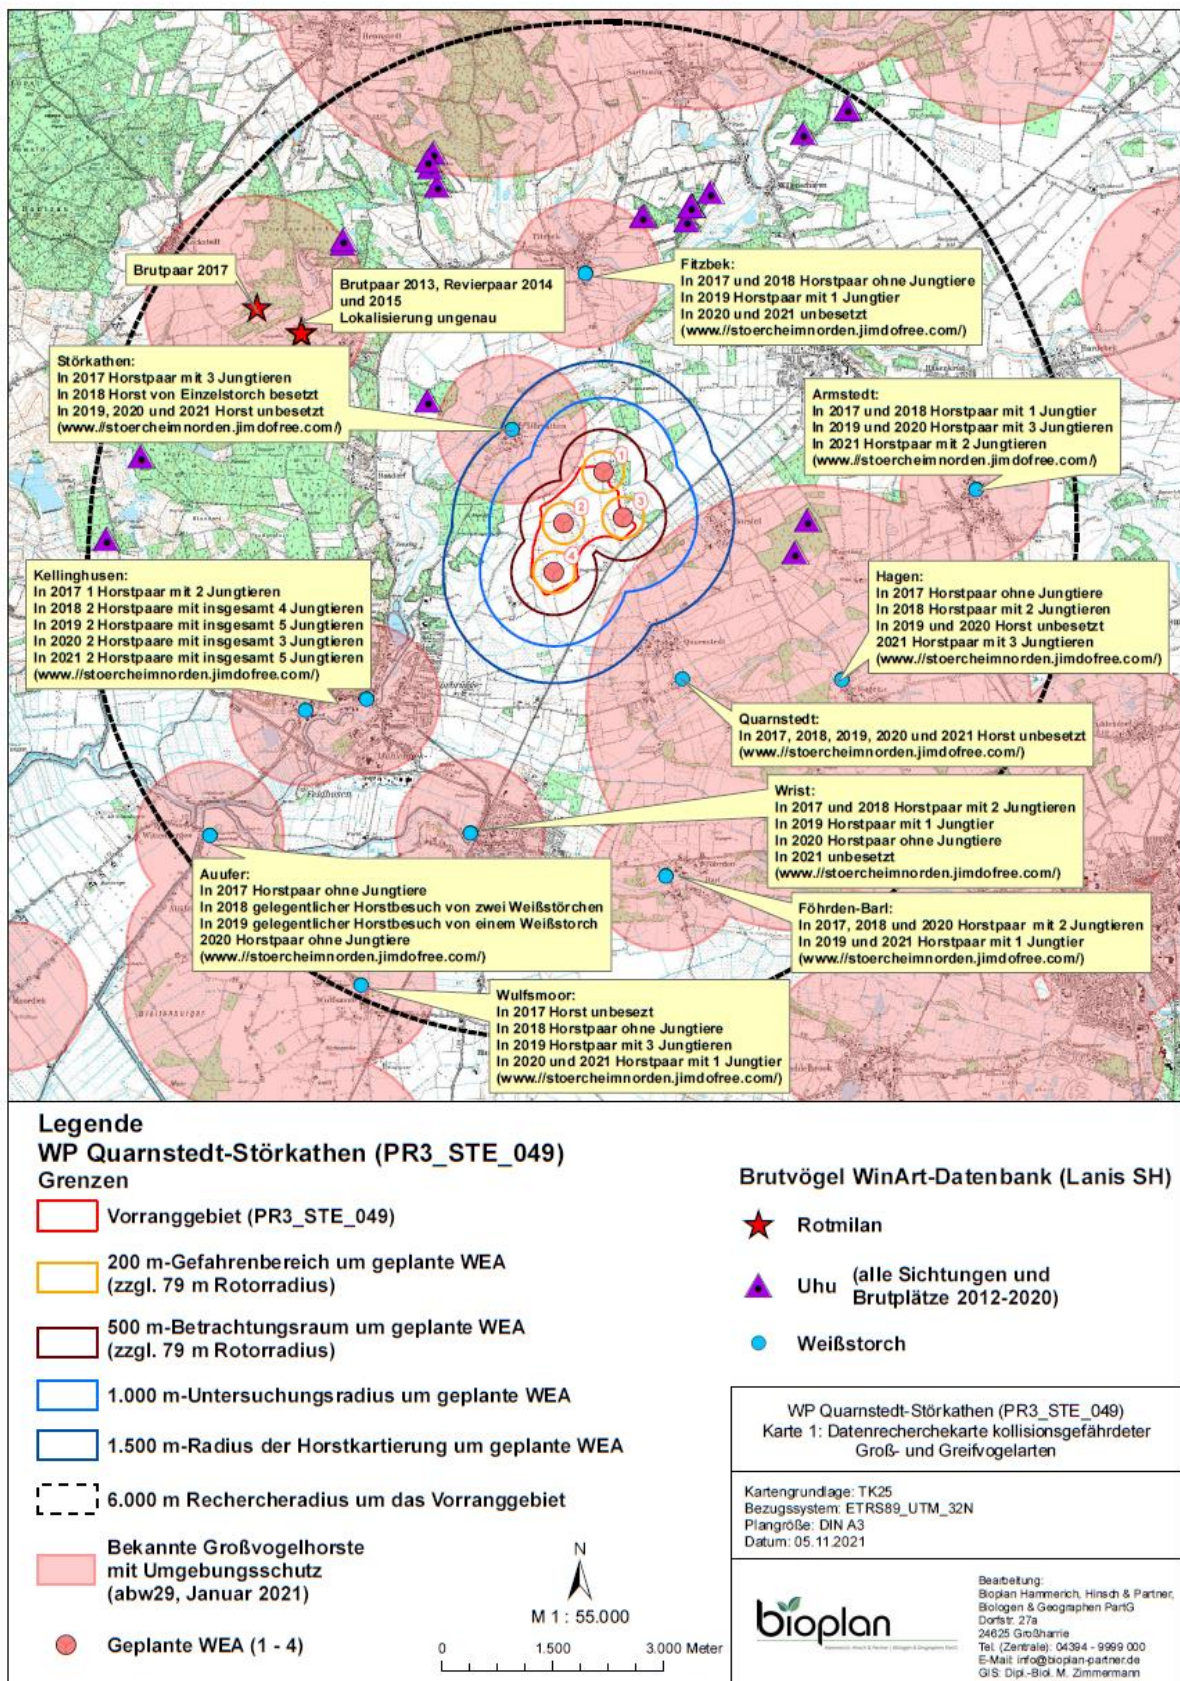 Brutpaar 2017
Brutpaar 2013, Revierpaar 2014
und 2015
Lokalisierung ungenau
Fitzbek:
In 2017 und 2018 Horstpaar ohne Jungtiere
In 2019 Horstpaar mit 1 Jungtier
In 2020 und 2021 unbesetzt
(www.//stoercheimnorden.jimdofree.com/)
Störkathen:
In 2017 Horstpaar mit 3 Jungtieren
In 2018 Horst von Einzelstorch besetzt
In 2019, 2020 und 2021 Horst unbesetzt
(www.//stoercheimnorden.jimdofree.com/)
Armstedt:
In 2017 und 2018 Horstpaar mit 1 Jungtier
In 2019 und 2020 Horstpaar mit 3 Jungtieren
In 2021 Horstpaar mit 2 Jungtieren
(www.//stoercheimnorden.jimdofree.com/)
1
2
3
4
Kellinghusen:
In 2017 1 Horstpaar mit 2 Jungtieren
In 2018 2 Horstpaare mit insgesamt 4 Jungtieren
In 2019 2 Horstpaare mit insgesamt 5 Jungtieren
In 2020 2 Horstpaare mit insgesamt 3 Jungtieren
In 2021 2 Horstpaare mit insgesamt 5 Jungtieren
(www.//stoercheimnorden.jimdofree.com/)
Hagen:
In 2017 Horstpaar ohne Jungtiere
In 2018 Horstpaar mit 2 Jungtieren
In 2019 und 2020 Horst unbesetzt
2021 Horstpaar mit 3 Jungtieren
(www.//stoercheimnorden.jimdofree.com/)
Quarnstedt
Quarnstedt:
In 2017, 2018, 2019, 2020 und 2021 Horst unbesetzt
(www.//stoercheimnorden.jimdofree.com/)
Feldhusen
Wrist:
In 2017 und 2018 Horstpaar mit 2 Jungtieren
In 2019 Horstpaar mit 1 Jungtier
In 2020 Horstpaar ohne Jungtiere
In 2021 unbesetzt
(www.//stoercheimnorden.jimdofree.com/)
Auufer:
In 2017 Horstpaar ohne Jungtiere
In 2018 gelegentlicher Horstbesuch von zwei Weißstörchen
In 2019 gelegentlicher Horstbesuch von einem Weißstorch
2020 Horstpaar ohne Jungtiere
(www.//stoercheimnorden.jimdofree.com/)
Föhrden-Barl:
In 2017, 2018 und 2020 Horstpaar mit 2 Jungtieren
In 2019 und 2021 Horstpaar mit 1 Jungtier
(www.//stoercheimnorden.jimdofree.com/)
Wulfsmoor:
In 2017 Horst unbesezt
In 2018 Horstpaar ohne Jungtiere
In 2019 Horstpaar mit 3 Jungtieren
In 2020 und 2021 Horstpaar mit 1 Jungtier
(www.//stoercheimnorden.jimdofree.com/)
Legende
WP Quarnstedt-Störkathen (PR3_STE_049)
Grenzen
Vorranggebiet (PR3_STE_049)
200 m-Gefahrenbereich um geplante WEA
(zzgl. 79 m Rotorradius)
500 m-Betrachtungsraum um geplante WEA
(zzgl. 79 m Rotorradius)
1.000 m-Untersuchungsradius um geplante WEA
1.500 m-Radius der Horstkartierung um geplante WEA
6.000 m Rechercheradius um das Vorranggebiet
Bekannte Großvogelhorste
mit Umgebungsschutz
(abw29, Januar 2021)
Geplante WEA (1 - 4)
N
M 1 : 55.000
0 1.500 3.000 Meter
Brutvögel WinArt-Datenbank (Lanis SH)
Rotmilan
Uhu (alle Sichtungen und
Brutplätze 2012-2020)
Weißstorch
WP Quarnstedt-Störkathen (PR3_STE_049)
Karte 1: Datenrecherchekarte kollisionsgefährdeter
Groß- und Greifvogelarten
Kartengrundlage: TK25
Bezugssystem: ETRS89_UTM_32N
Plangröße: DIN A3
Datum: 05.11.2021
bioplan
Bearbeitung:
Bioplan Hammerich, Hinsch & Partner,
Biologen & Geographen PartG
Dorfstr. 27a
24625 Großharrie
Tel. (Zentrale): 04394 - 9999 000
E-Mail: info@bioplan-partner.de
GIS: Dipl.-Biol. M. Zimmermann